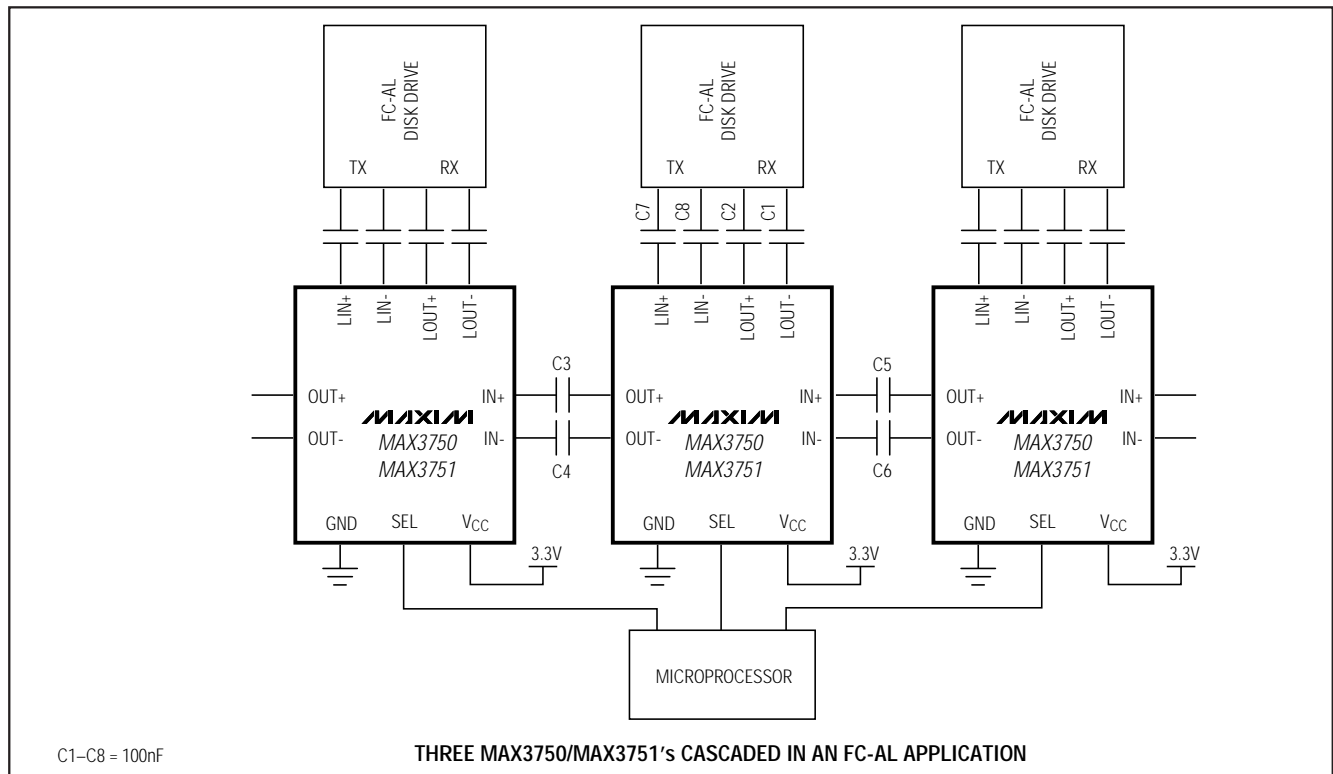 FC-AL
DISK DRIVE
TX RX
FC-AL
DISK DRIVE
TX RX
FC-AL
DISK DRIVE
TX RX
C7 C8 C2 C1
LIN+ LIN- LOUT+ LOUT-
LIN+ LIN- LOUT+ LOUT-
LIN+ LIN- LOUT+ LOUT-
OUT+ IN+
MAXIM
OUT- IN-
MAX3750
MAX3751
GND SEL VCC
3.3V
C3
C4
OUT+ IN+
MAXIM
OUT- IN-
MAX3750
MAX3751
GND SEL VCC
3.3V
C5
C6
OUT+ IN+
MAXIM
OUT- IN-
MAX3750
MAX3751
GND SEL VCC
3.3V
MICROPROCESSOR
C1–C8 = 100nF
THREE MAX3750/MAX3751's CASCADED IN AN FC-AL APPLICATION